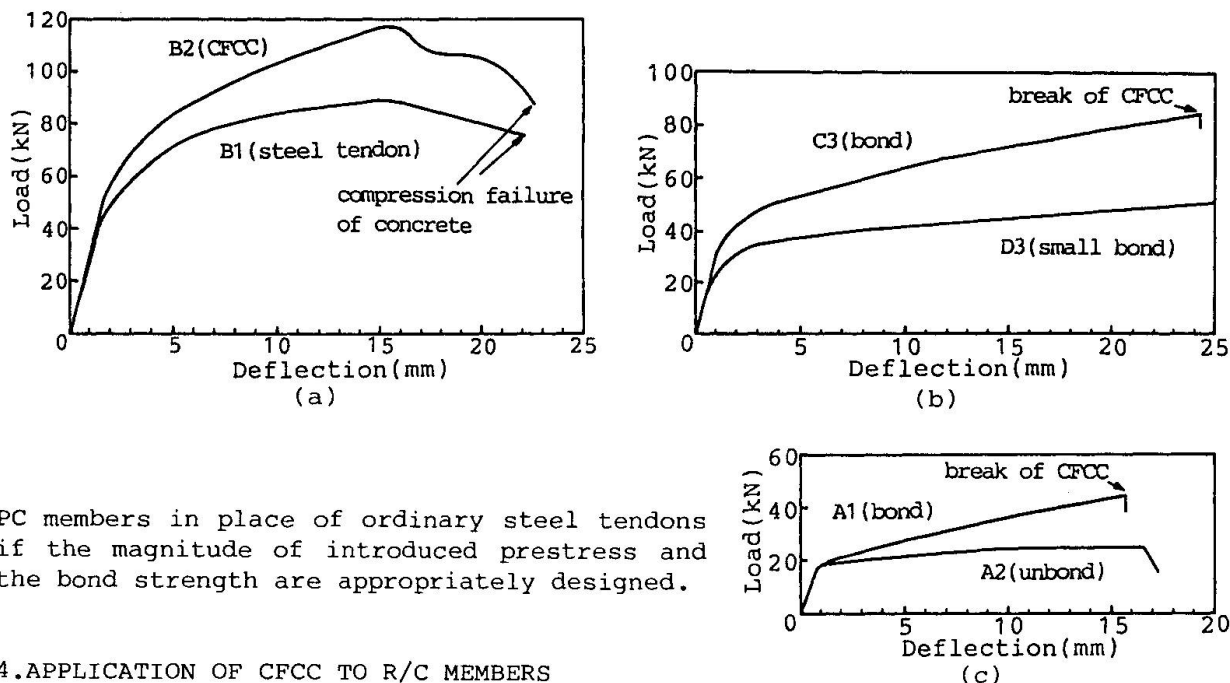 120
100
80
60
40
20
0
Load(kN)
B2(CFCC)
B1(steel tendon)
compression failure
of concrete
0 5 10 15 20 25
Deflection(mm)
(a)
100
80
60
40
20
0
Load(kN)
break of CFCC
C3(bond)
D3(small bond)
0 5 10 15 20 25
Deflection(mm)
(b)
60
40
20
0
Load(kN)
break of CFCC
A1(bond)
A2(unbond)
0 5 10 15 20
Deflection(mm)
(c)
PC members in place of ordinary steel tendons
if the magnitude of introduced prestress and
the bond strength are appropriately designed.
4.APPLICATION OF CFCC TO R/C MEMBERS